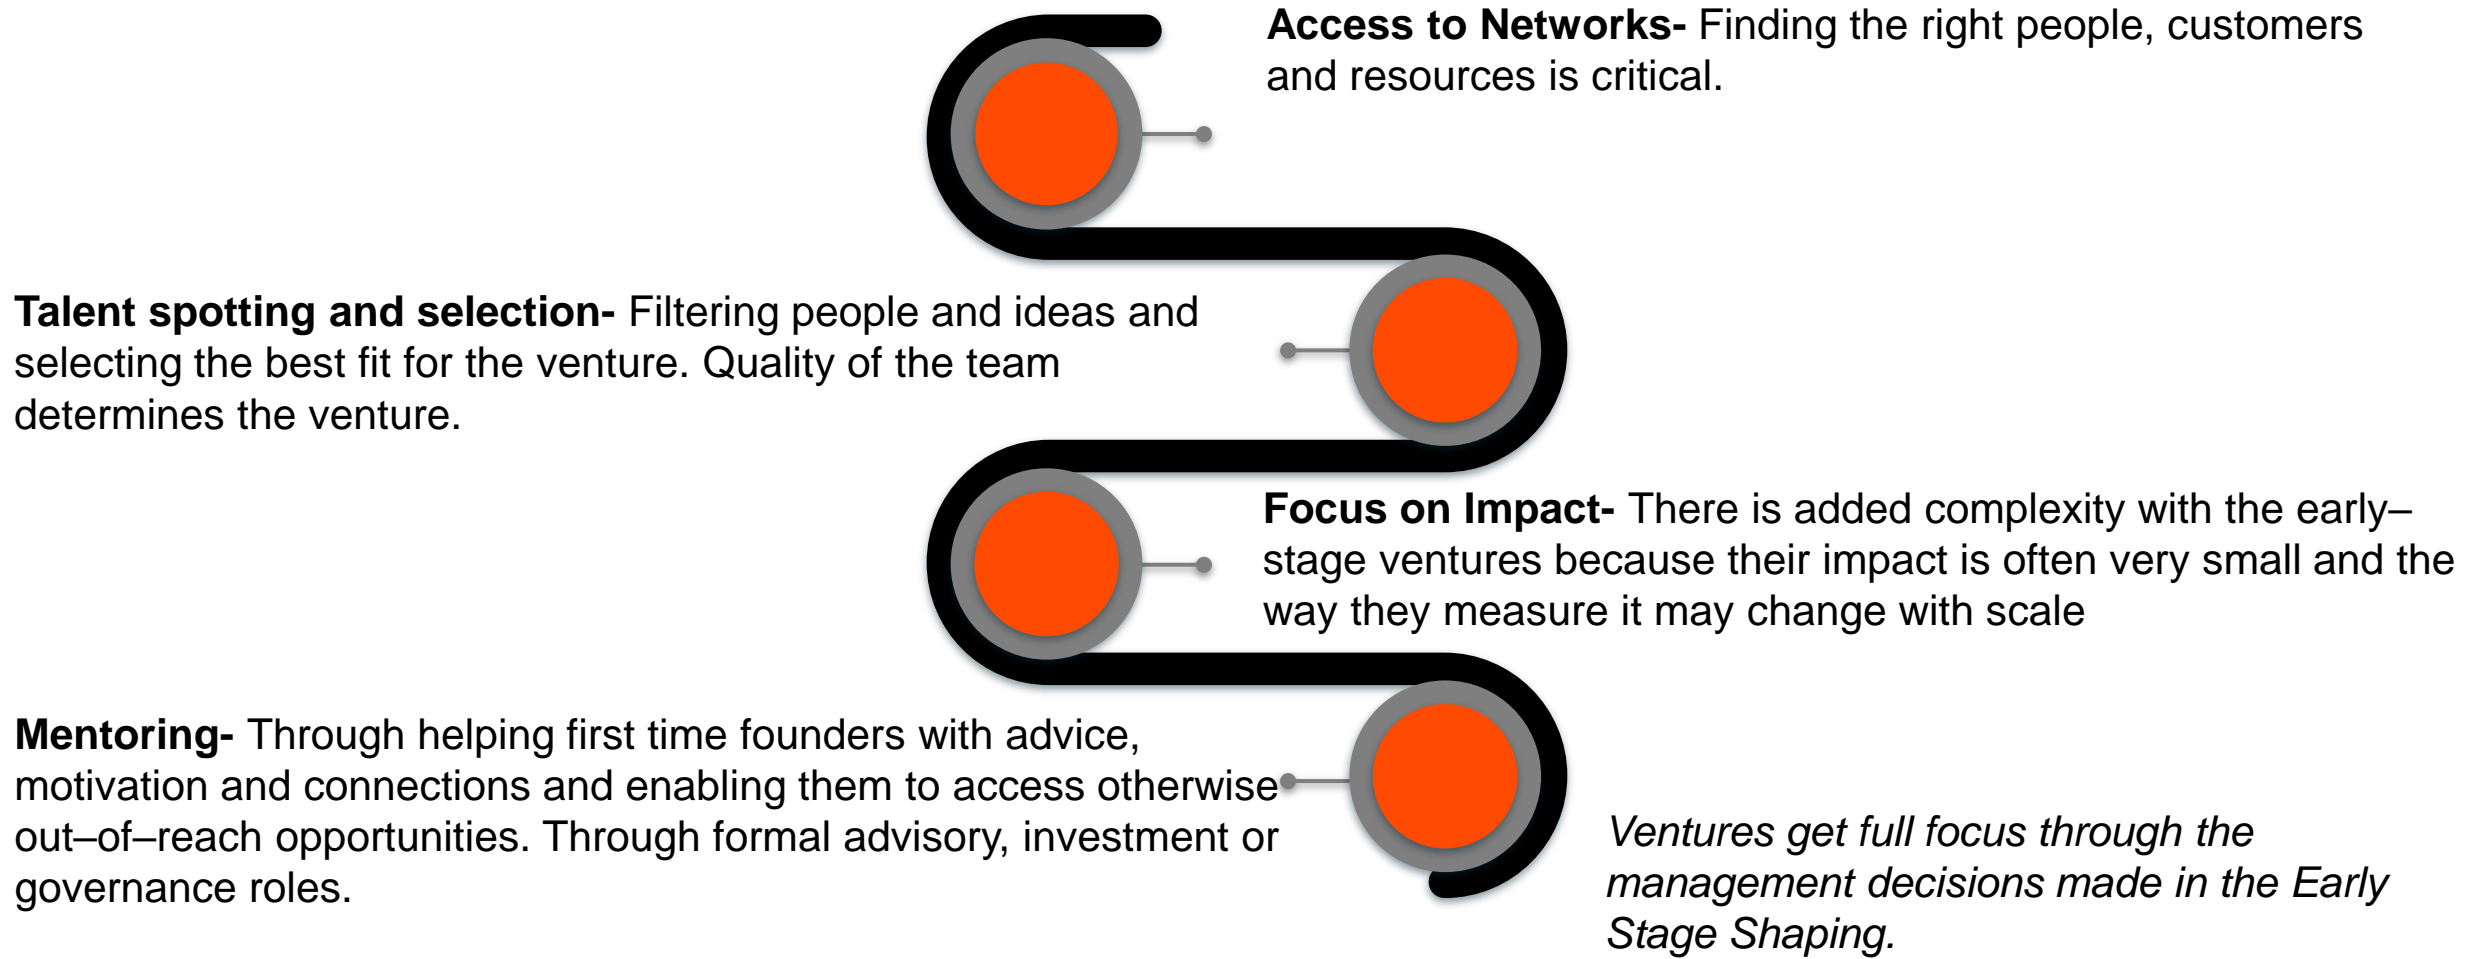 Access to Networks- Finding the right people, customers
and resources is critical.
Talent spotting and selection- Filtering people and ideas and
selecting the best fit for the venture. Quality of the team
determines the venture.
Focus on Impact- There is added complexity with the early–
stage ventures because their impact is often very small and the
way they measure it may change with scale
Mentoring- Through helping first time founders with advice,
motivation and connections and enabling them to access otherwise
out–of–reach opportunities. Through formal advisory, investment or
governance roles.
Ventures get full focus through the
management decisions made in the Early
Stage Shaping.